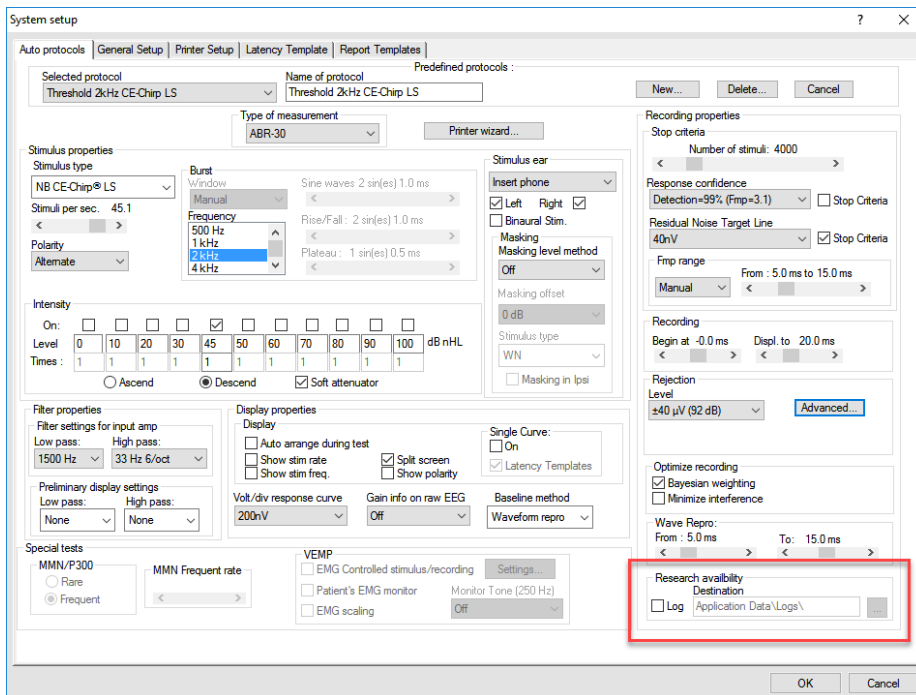 System setup
Auto protocols General Setup Printer Setup Latency Template Report Templates
Predefined protocols :
Selected protocol
Threshold 2kHz CE-Chirp LS
Name of protocol
Threshold 2kHz CE-Chirp LS
New... Delete... Cancel
Type of measurement
ABR-30
Printer wizard...
Stimulus properties
Stimulus type
NB CE-Chirp® LS
Stimuli per sec. 45.1
Polarity
Alternate
Burst
Window
Manual
Frequency
500 Hz
1 kHz
2 kHz
4 kHz
Sine waves 2 sin(es) 1.0 ms
Rise/Fall : 2 sin(es) 1.0 ms
Plateau : 1 sin(es) 0.5 ms
Stimulus ear
Insert phone
Left Right
Binaural Stim.
Masking
Masking level method
Off
Masking offset
0 dB
Stimulus type
WN
Masking in Ipsi
Intensity
On:
Level 0 10 20 30 45 50 60 70 80 90 100 dB nHL
Times : 1 1 1 1 1 1 1 1 1 1 1
Ascend Descend Soft attenuator
Filter properties
Filter settings for input amp
Low pass: High pass:
1500 Hz 33 Hz 6/oct
Preliminary display settings
Low pass: High pass:
None None
Display properties
Display
Auto arrange during test
Show stim rate Split screen
Show stim freq. Show polarity
Single Curve:
On
Latency Templates
Volt/div response curve Gain info on raw EEG Baseline method
200nV Off Waveform repro
Special tests
MMN/P300
Rare
Frequent
MMN Frequent rate
VEMP
EMG Controlled stimulus/recording Settings...
Patient's EMG monitor Monitor Tone (250 Hz)
EMG scaling Off
Recording properties
Stop criteria
Number of stimuli: 4000
Response confidence
Detection=99% (Fmp=3.1) Stop Criteria
Residual Noise Target Line
40nV Stop Criteria
Fmp range
Manual From : 5.0 ms to 15.0 ms
Recording
Begin at -0.0 ms Displ. to 20.0 ms
Rejection
Level
±40 µV (92 dB) Advanced...
Optimize recording
Bayesian weighting
Minimize interference
Wave Repro:
From : 5.0 ms To: 15.0 ms
Research availbility
Destination
Log Application Data\Logs\ ...
OK Cancel